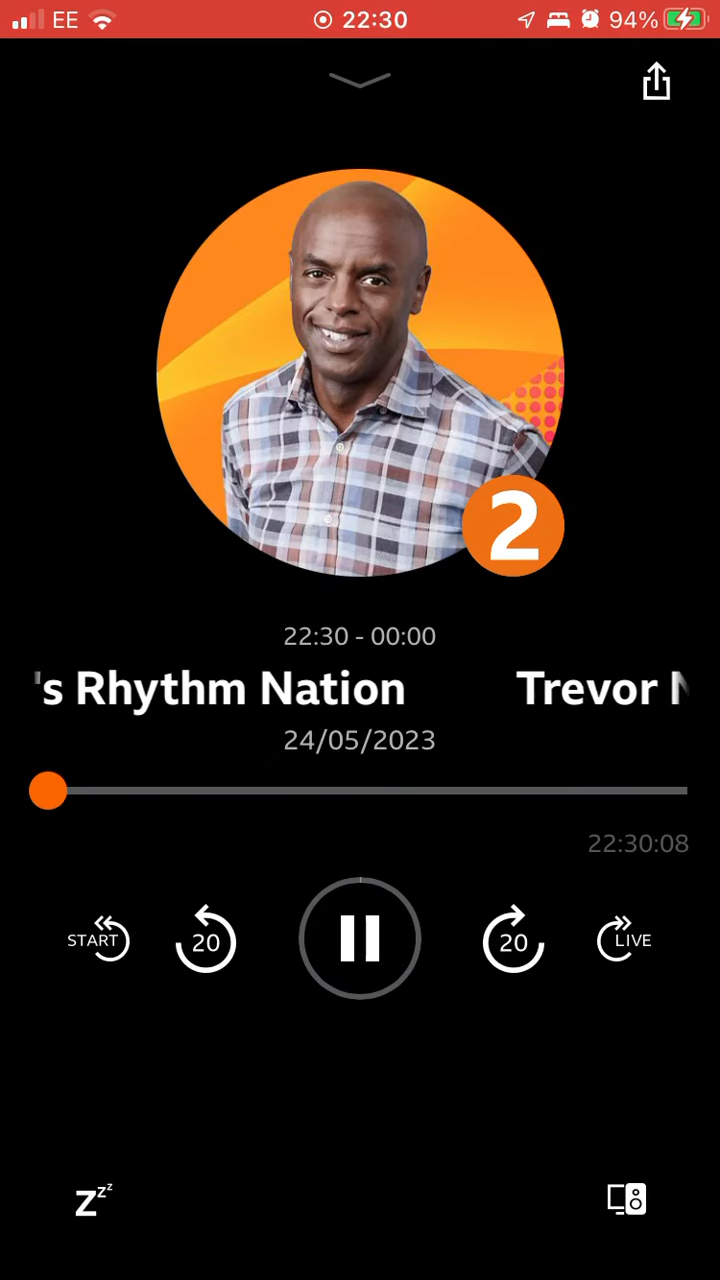 EE 22:30 94%
2
22:30 - 00:00
's Rhythm Nation Trevor N
24/05/2023
22:30:08
START 20 20 LIVE
Zzz